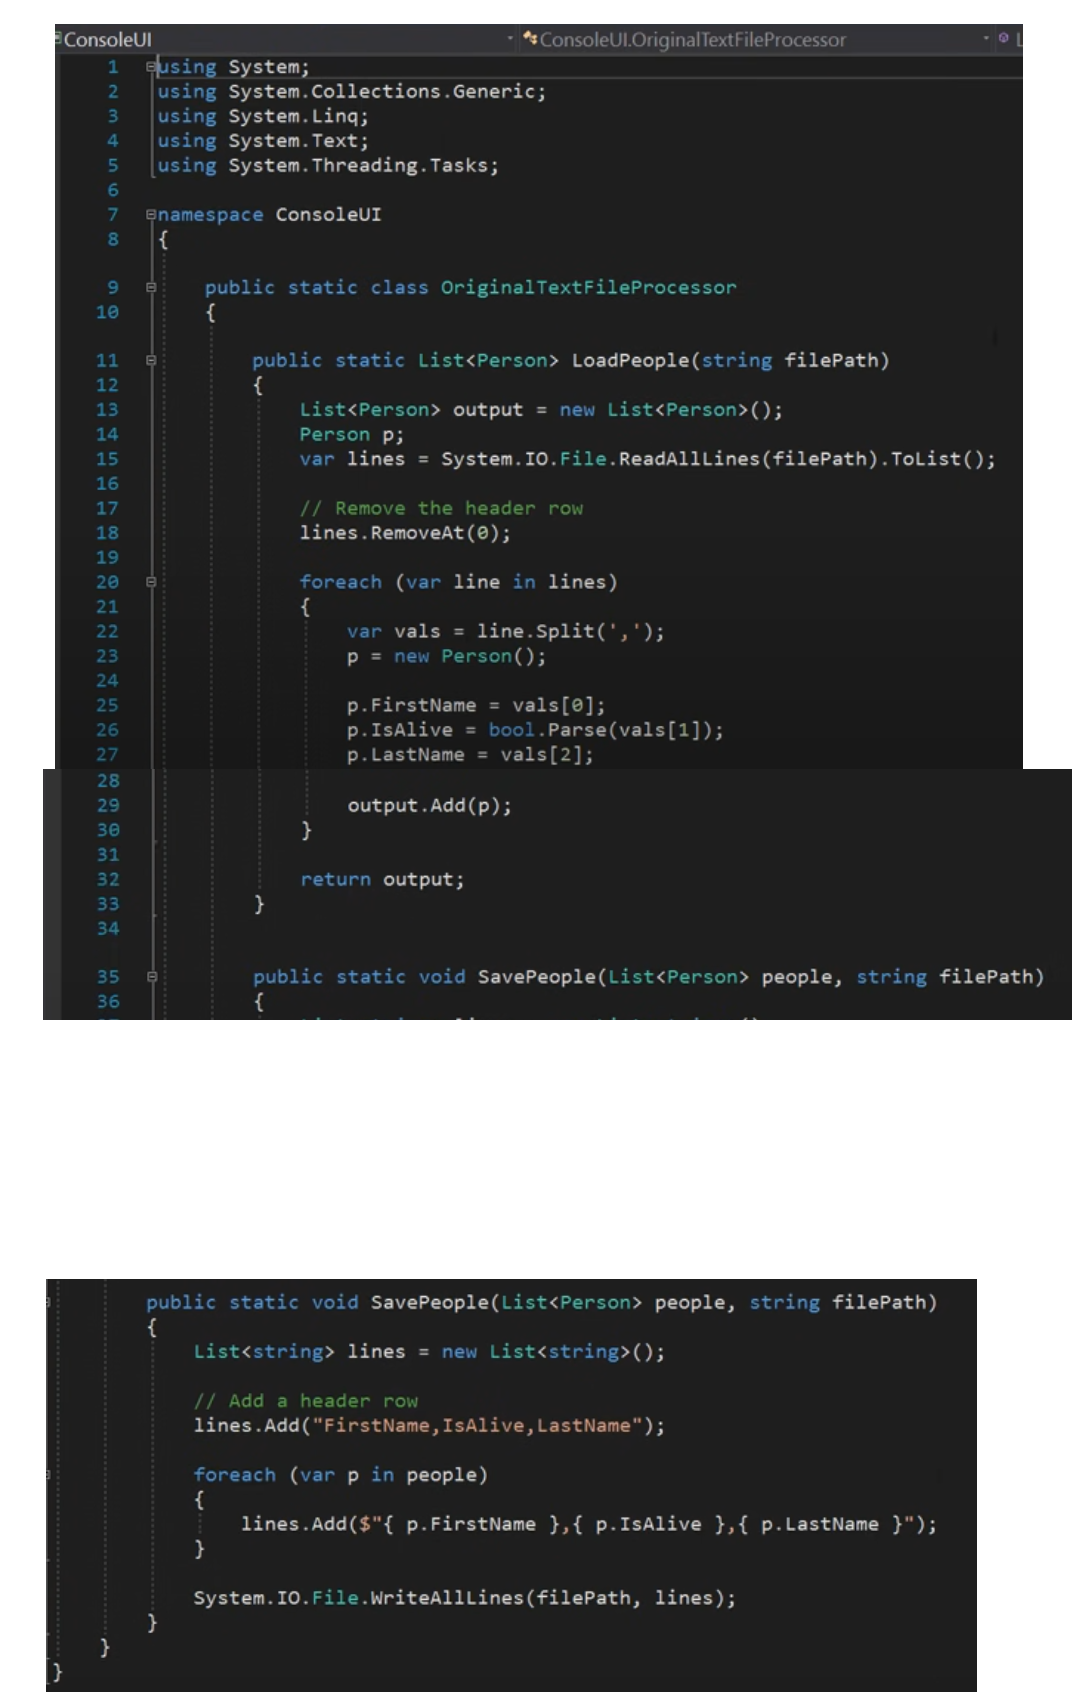 ConsoleUI ConsoleUI.OriginalTextFileProcessor L
1 using System;
2 using System.Collections.Generic;
3 using System.Linq;
4 using System.Text;
5 using System.Threading.Tasks;
6
7 namespace ConsoleUI
8 {
9 public static class OriginalTextFileProcessor
10 {
11 public static List<Person> LoadPeople(string filePath)
12 {
13 List<Person> output = new List<Person>();
14 Person p;
15 var lines = System.IO.File.ReadAllLines(filePath).ToList();
16
17 // Remove the header row
18 lines.RemoveAt(0);
19
20 foreach (var line in lines)
21 {
22 var vals = line.Split(',');
23 p = new Person();
24
25 p.FirstName = vals[0];
26 p.IsAlive = bool.Parse(vals[1]);
27 p.LastName = vals[2];
28
29 output.Add(p);
30 }
31
32 return output;
33 }
34
35 public static void SavePeople(List<Person> people, string filePath)
36 {
public static void SavePeople(List<Person> people, string filePath)
{
List<string> lines = new List<string>();
// Add a header row
lines.Add("FirstName,IsAlive,LastName");
foreach (var p in people)
{
lines.Add($"{ p.FirstName },{ p.IsAlive },{ p.LastName }");
}
System.IO.File.WriteAllLines(filePath, lines);
}
}
}